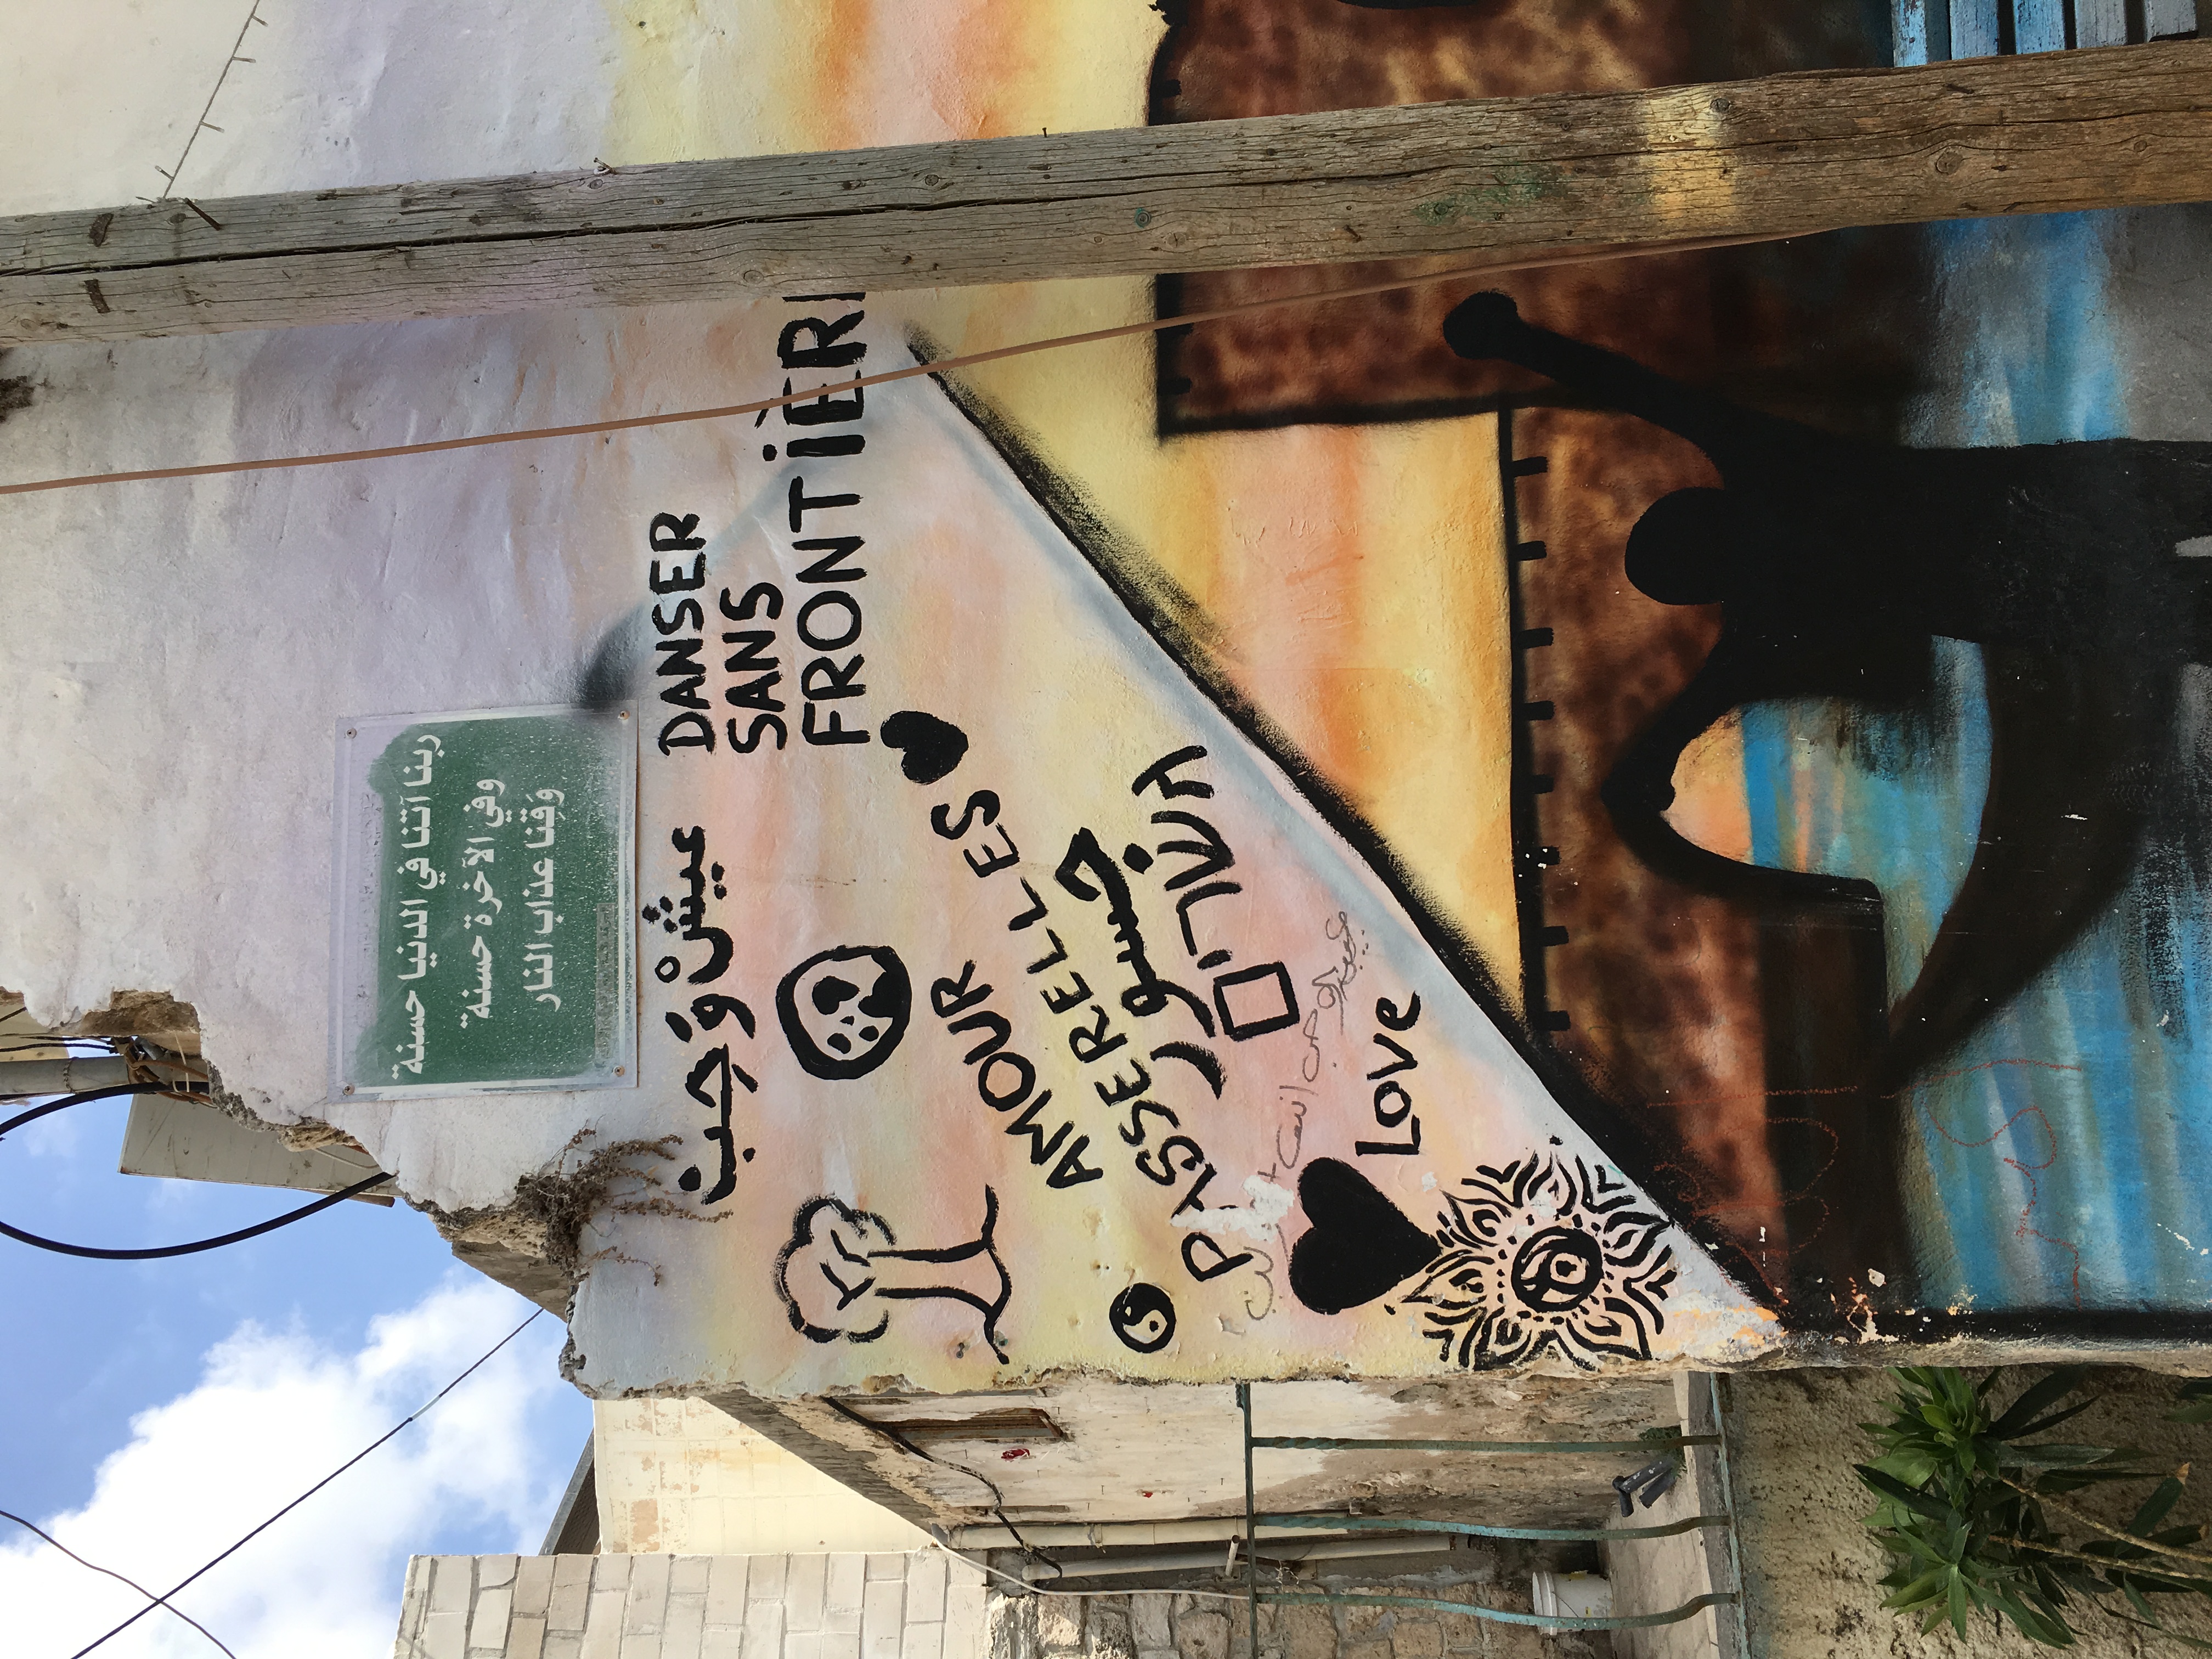 ربنا آتنا في الدنيا حسنة
وفي الآخرة حسنة
وَقِنا عذاب النار
عيشْ وَحِب
DANSER
SANS
FRONTIÈR
AMOUR
PASSERELLES
جسور
גשרים
Love